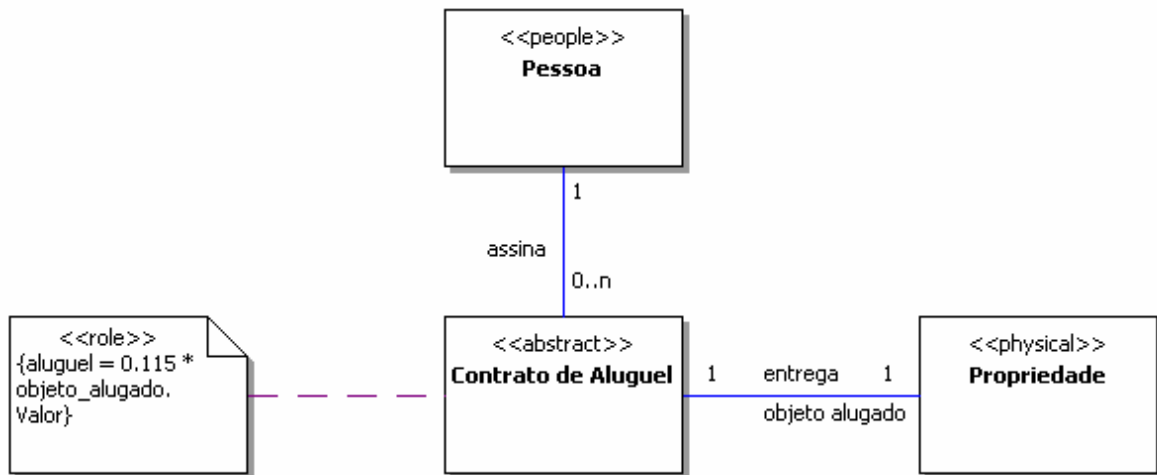 <<people>>
Pessoa
1
assina
0..n
<<role>>
{aluguel = 0.115 *
objeto_alugado.
Valor}
<<abstract>>
Contrato de Aluguel
1 entrega 1
objeto alugado
<<physical>>
Propriedade